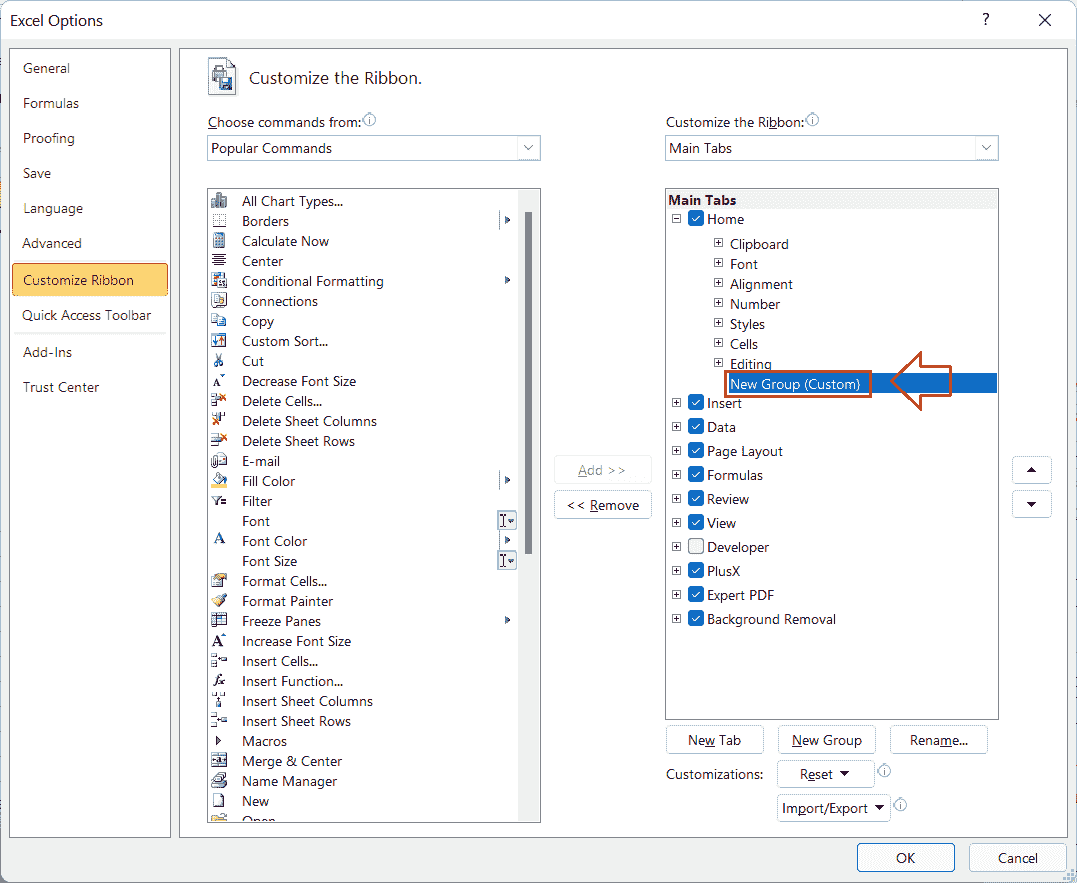 Excel Options
?
General
Formulas
Proofing
Save
Language
Advanced
Customize Ribbon
Quick Access Toolbar
Add-Ins
Trust Center
Customize the Ribbon.
Choose commands from:
Popular Commands
All Chart Types...
Borders
Calculate Now
Center
Conditional Formatting
Connections
Copy
Custom Sort...
Cut
Decrease Font Size
Delete Cells...
Delete Sheet Columns
Delete Sheet Rows
E-mail
Fill Color
Filter
Font
Font Color
Font Size
Format Cells...
Format Painter
Freeze Panes
Increase Font Size
Insert Cells...
Insert Function...
Insert Sheet Columns
Insert Sheet Rows
Macros
Merge & Center
Name Manager
New
Open
Add >>
<< Remove
Customize the Ribbon:
Main Tabs
Main Tabs
Home
Clipboard
Font
Alignment
Number
Styles
Cells
Editing
New Group (Custom)
Insert
Data
Page Layout
Formulas
Review
View
Developer
PlusX
Expert PDF
Background Removal
New Tab
New Group
Rename...
Customizations:
Reset
Import/Export
OK
Cancel